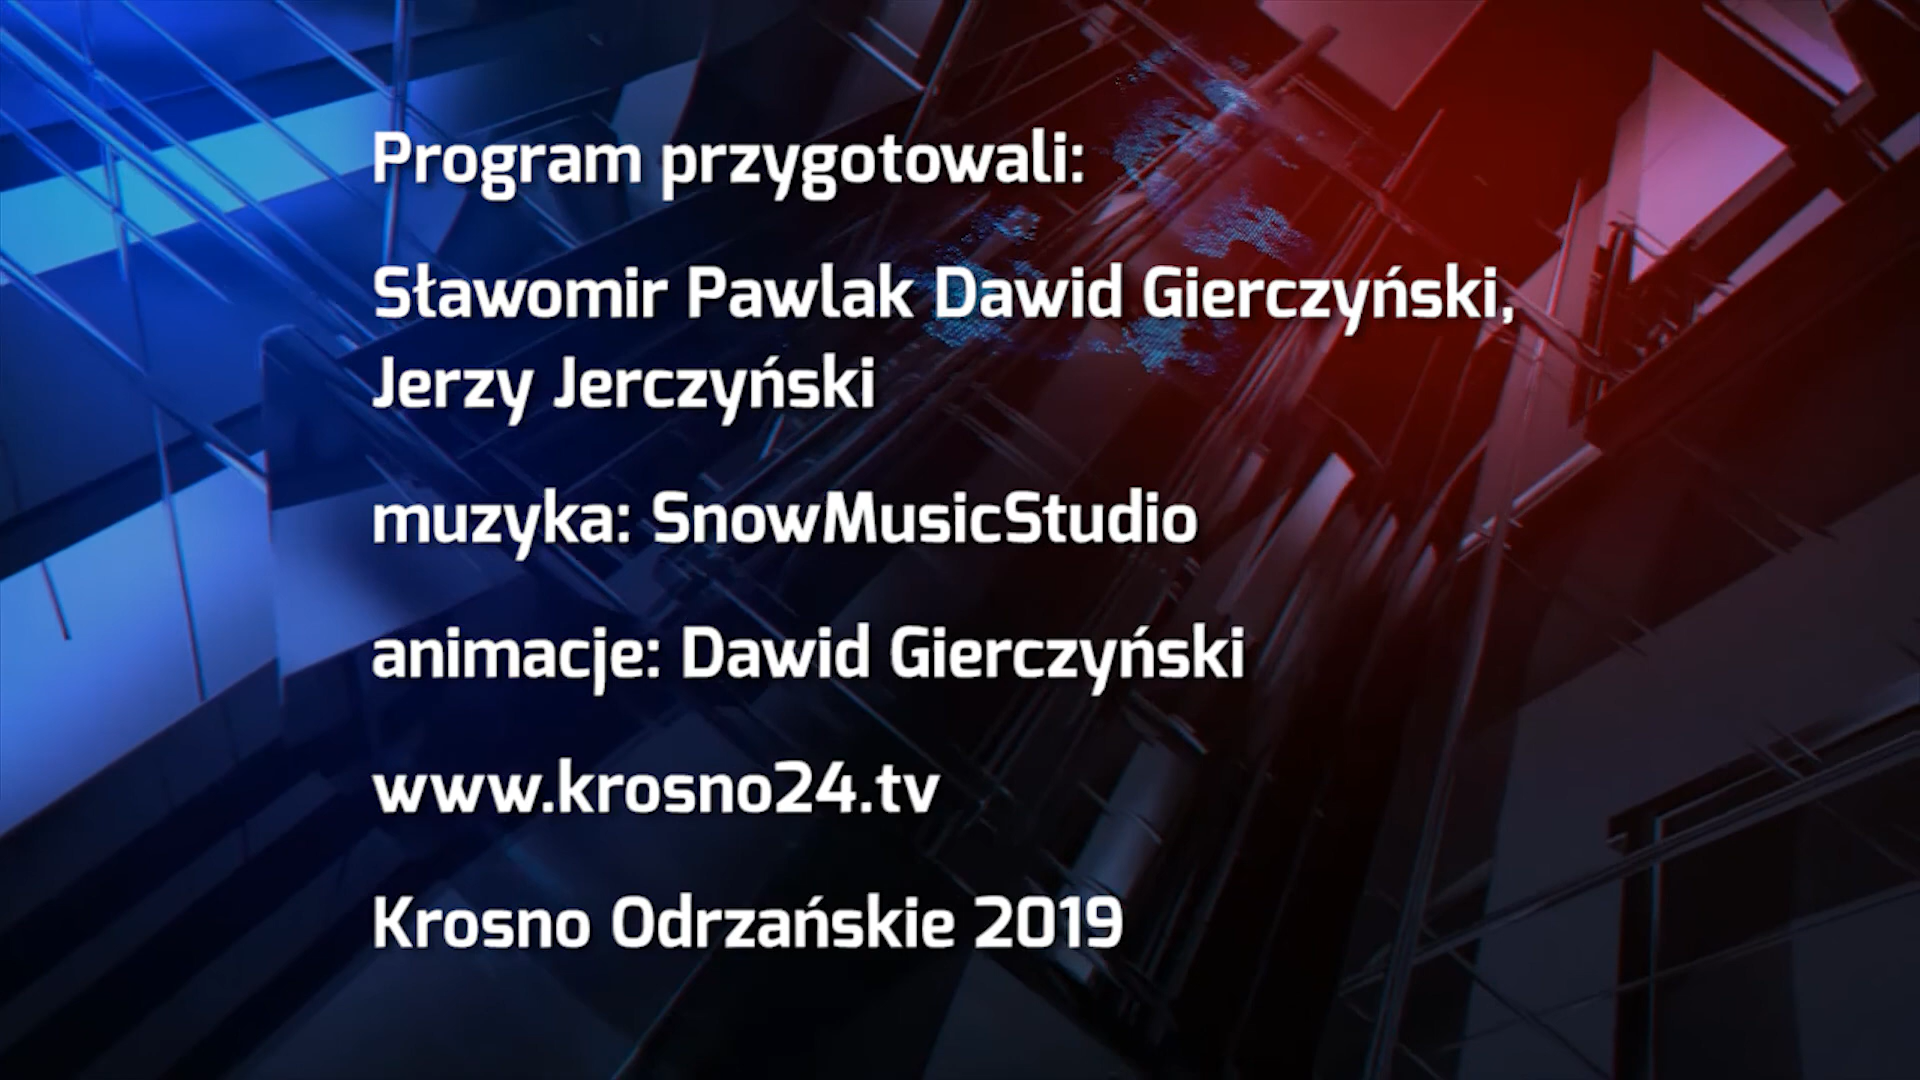 Program przygotowali:
Sławomir Pawlak Dawid Gierczyński,
Jerzy Jerczyński
muzyka: SnowMusicStudio
animacje: Dawid Gierczyński
www.krosno24.tv
Krosno Odrzańskie 2019